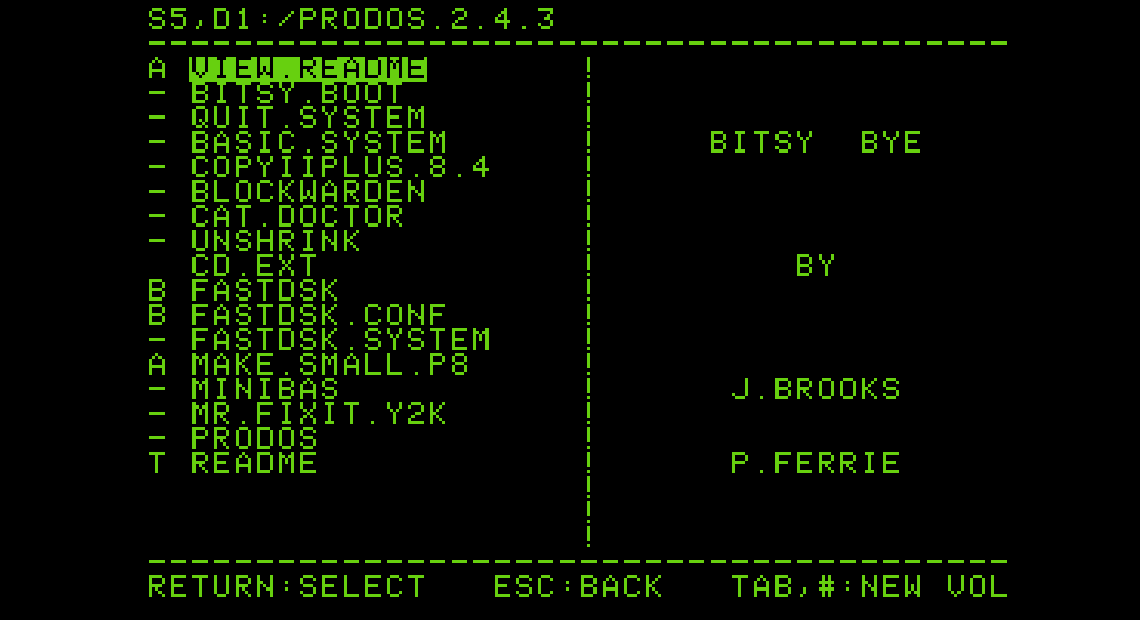 S5,D1:/PRODOS.2.4.3
----------------------------------------
A VIEW.README
- BITSY.BOOT
- QUIT.SYSTEM
- BASIC.SYSTEM BITSY BYE
- COPYIIPLUS.8.4
- BLOCKWARDEN
- CAT.DOCTOR
- UNSHRINK
CD.EXT BY
B FASTDSK
B FASTDSK.CONF
- FASTDSK.SYSTEM
A MAKE.SMALL.P8
- MINIBAS J.BROOKS
- MR.FIXIT.Y2K
- PRODOS
T README P.FERRIE
----------------------------------------
RETURN:SELECT ESC:BACK TAB,#:NEW VOL